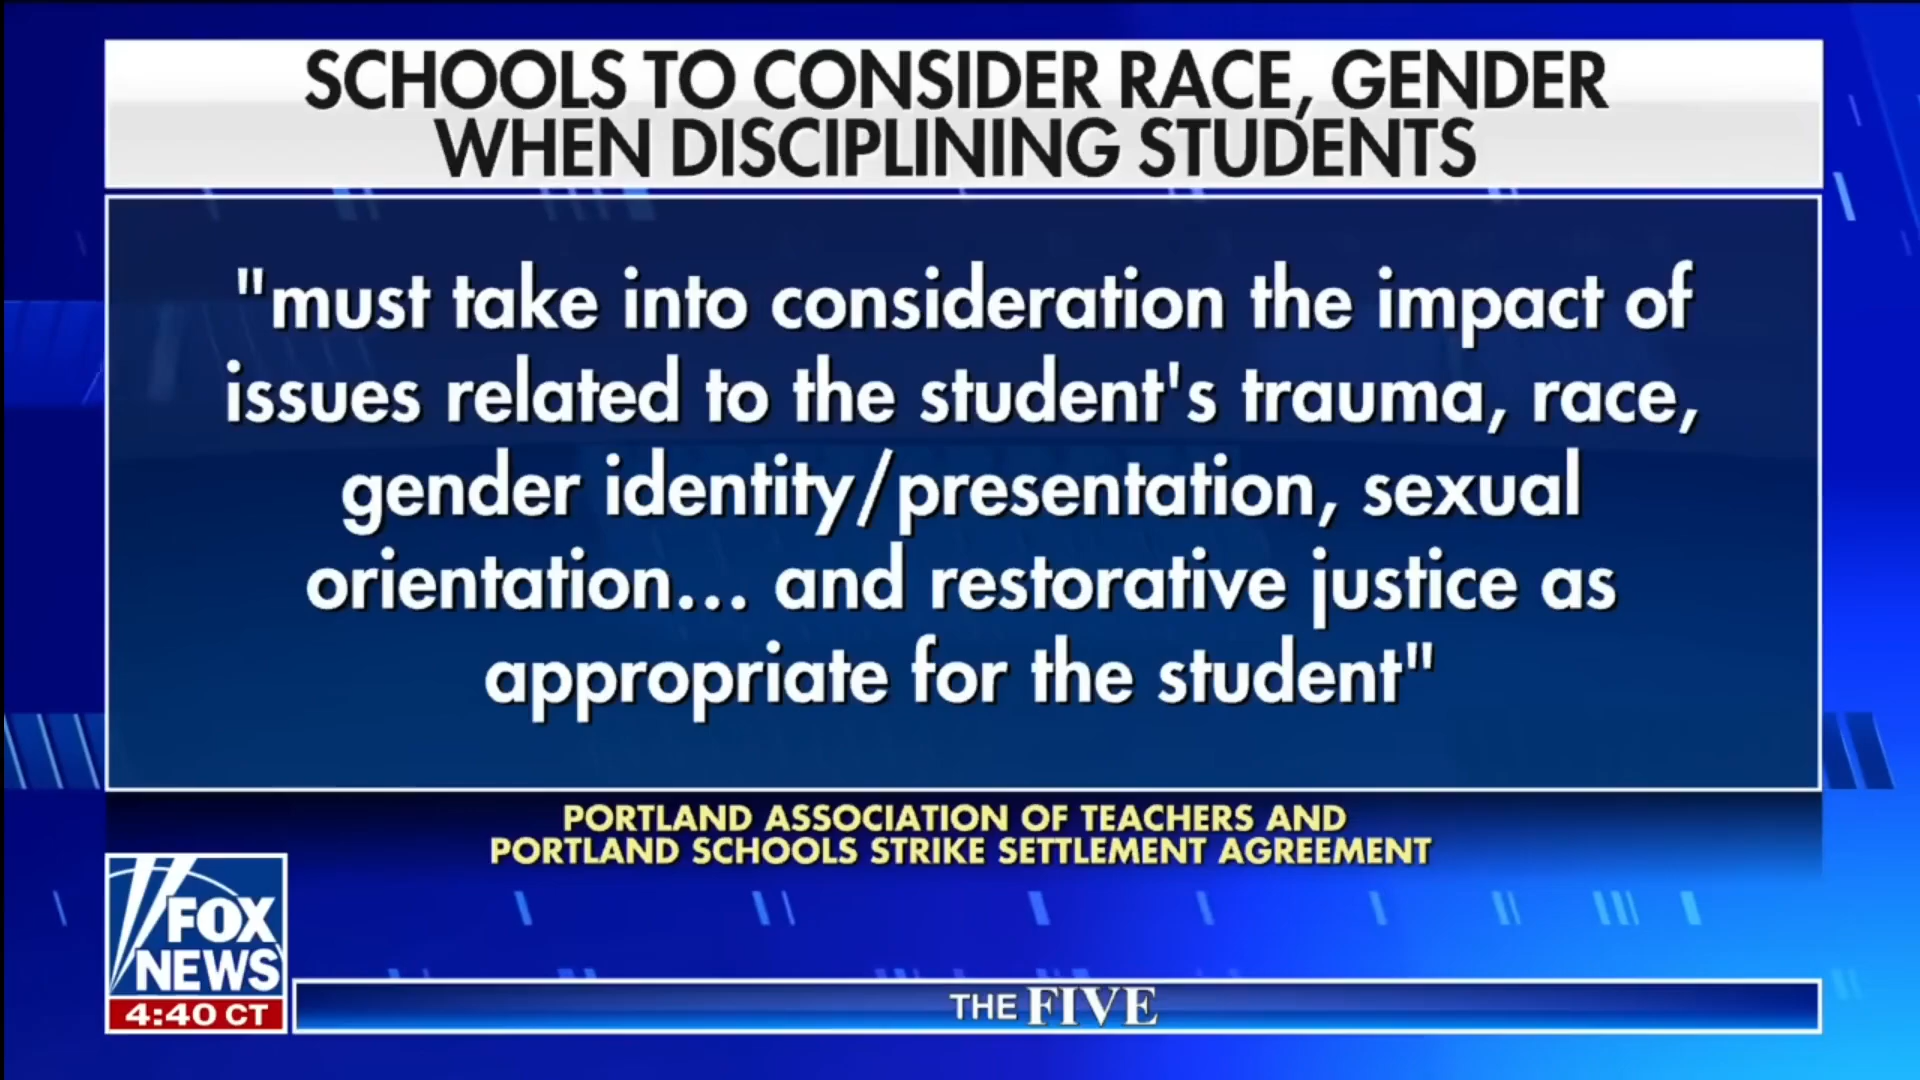 SCHOOLS TO CONSIDER RACE, GENDER
WHEN DISCIPLINING STUDENTS
"must take into consideration the impact of
issues related to the student's trauma, race,
gender identity/presentation, sexual
orientation... and restorative justice as
appropriate for the student"
PORTLAND ASSOCIATION OF TEACHERS AND
PORTLAND SCHOOLS STRIKE SETTLEMENT AGREEMENT
FOX
NEWS
4:40 CT
THE FIVE